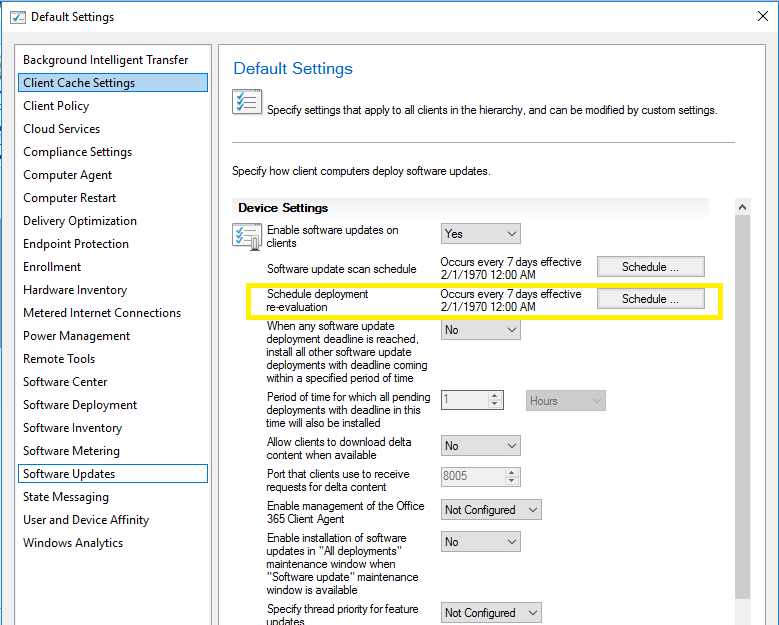 Default Settings
Background Intelligent Transfer
Client Cache Settings
Client Policy
Cloud Services
Compliance Settings
Computer Agent
Computer Restart
Delivery Optimization
Endpoint Protection
Enrollment
Hardware Inventory
Metered Internet Connections
Power Management
Remote Tools
Software Center
Software Deployment
Software Inventory
Software Metering
Software Updates
State Messaging
User and Device Affinity
Windows Analytics
Default Settings
Specify settings that apply to all clients in the hierarchy, and can be modified by custom settings.
Specify how client computers deploy software updates.
Device Settings
Enable software updates on
clients
Yes
Software update scan schedule
Occurs every 7 days effective
2/1/1970 12:00 AM
Schedule ...
Schedule deployment
re-evaluation
Occurs every 7 days effective
2/1/1970 12:00 AM
Schedule ...
When any software update
deployment deadline is reached,
install all other software update
deployments with deadline coming
within a specified period of time
No
Period of time for which all pending
deployments with deadline in this
time will also be installed
1
Hours
Allow clients to download delta
content when available
No
Port that clients use to receive
requests for delta content
8005
Enable management of the Office
365 Client Agent
Not Configured
Enable installation of software
updates in "All deployments"
maintenance window when
"Software update" maintenance
window is available
No
Specify thread priority for feature
updates
Not Configured